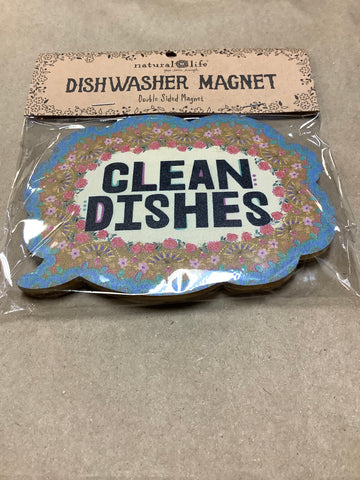 natural life
DISHWASHER MAGNET
Double Sided Magnet
CLEAN
DISHES